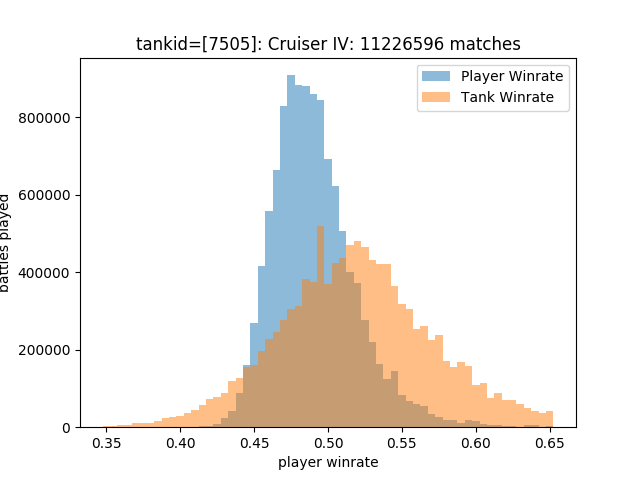 tankid=[7505]: Cruiser IV: 11226596 matches
Player Winrate
Tank Winrate
battles played
800000
600000
400000
200000
0
0.35 0.40 0.45 0.50 0.55 0.60 0.65
player winrate